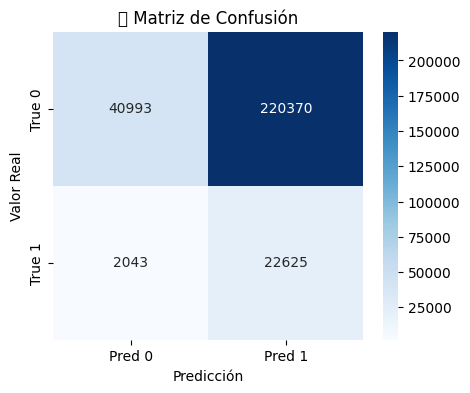 ▯ Matriz de Confusión
True 0
40993
220370
True 1
2043
22625
Pred 0
Pred 1
Valor Real
Predicción
200000
175000
150000
125000
100000
75000
50000
25000